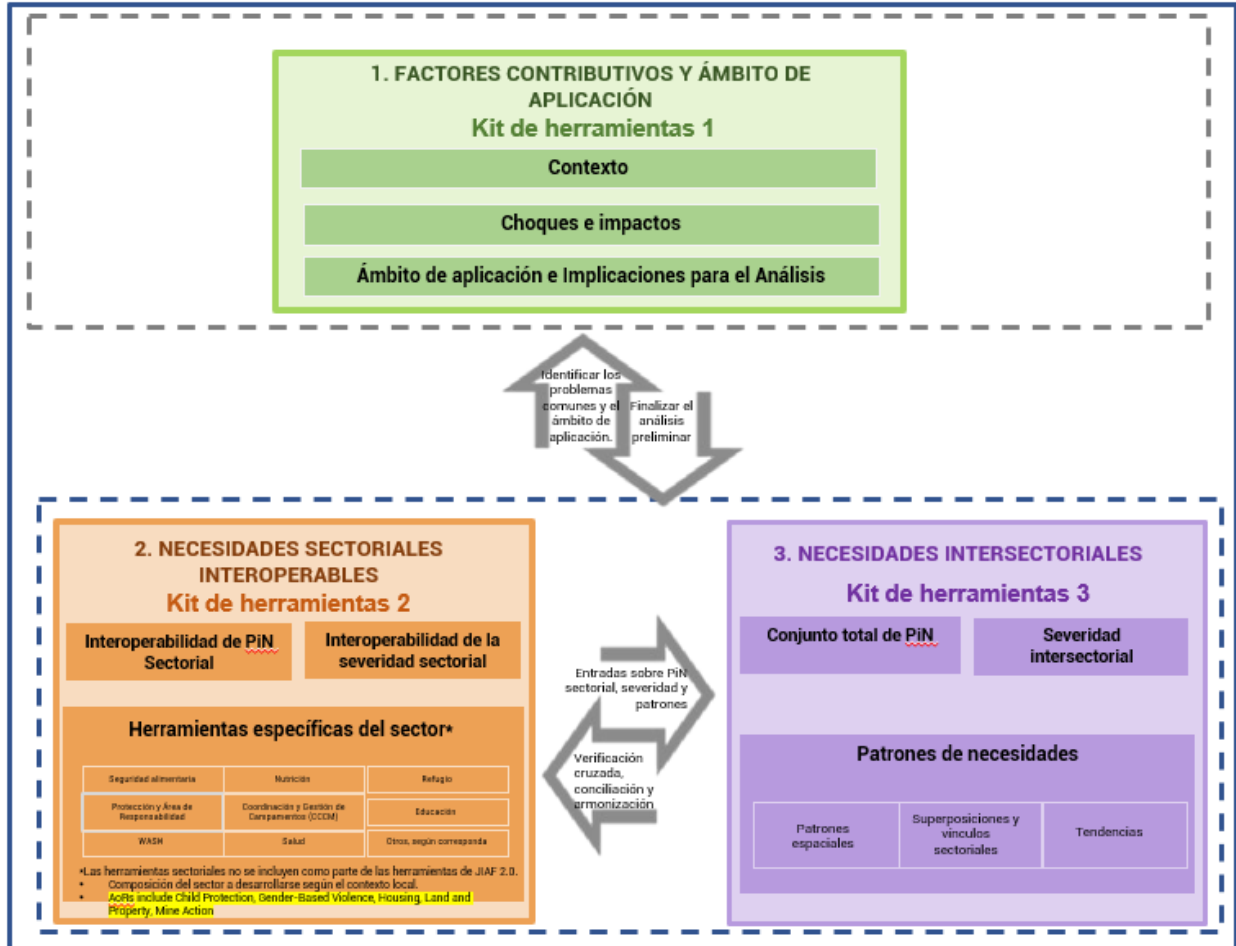 1. FACTORES CONTRIBUTIVOS Y ÁMBITO DE
APLICACIÓN
Kit de herramientas 1
Contexto
Choques e impactos
Ámbito de aplicación e Implicaciones para el Análisis
Identificar los
problemas
comunes y el
ámbito de
aplicación.
Finalizar el
análisis
preliminar
2. NECESIDADES SECTORIALES
INTEROPERABLES
Kit de herramientas 2
Interoperabilidad de PiN
Sectorial
Interoperabilidad de la
severidad sectorial
Herramientas específicas del sector*
Seguridad alimentaria
Nutrición
Refugio
Protección y Área de
Responsabilidad
Coordinación y Gestión de
Campamentos (CCCM)
Educación
WASH
Salud
Otros, según corresponda
*Las herramientas sectoriales no se incluyen como parte de las herramientas de JIAF 2.0.
• Composición del sector a desarrollarse según el contexto local.
• AoRs include Child Protection, Gender-Based Violence, Housing, Land and
Property, Mine Action
Entradas sobre PiN
sectorial, severidad y
patrones
Verificación
cruzada,
conciliación y
armonización
3. NECESIDADES INTERSECTORIALES
Kit de herramientas 3
Conjunto total de PiN
Severidad
intersectorial
Patrones de necesidades
Patrones
espaciales
Superposiciones y
vínculos
sectoriales
Tendencias